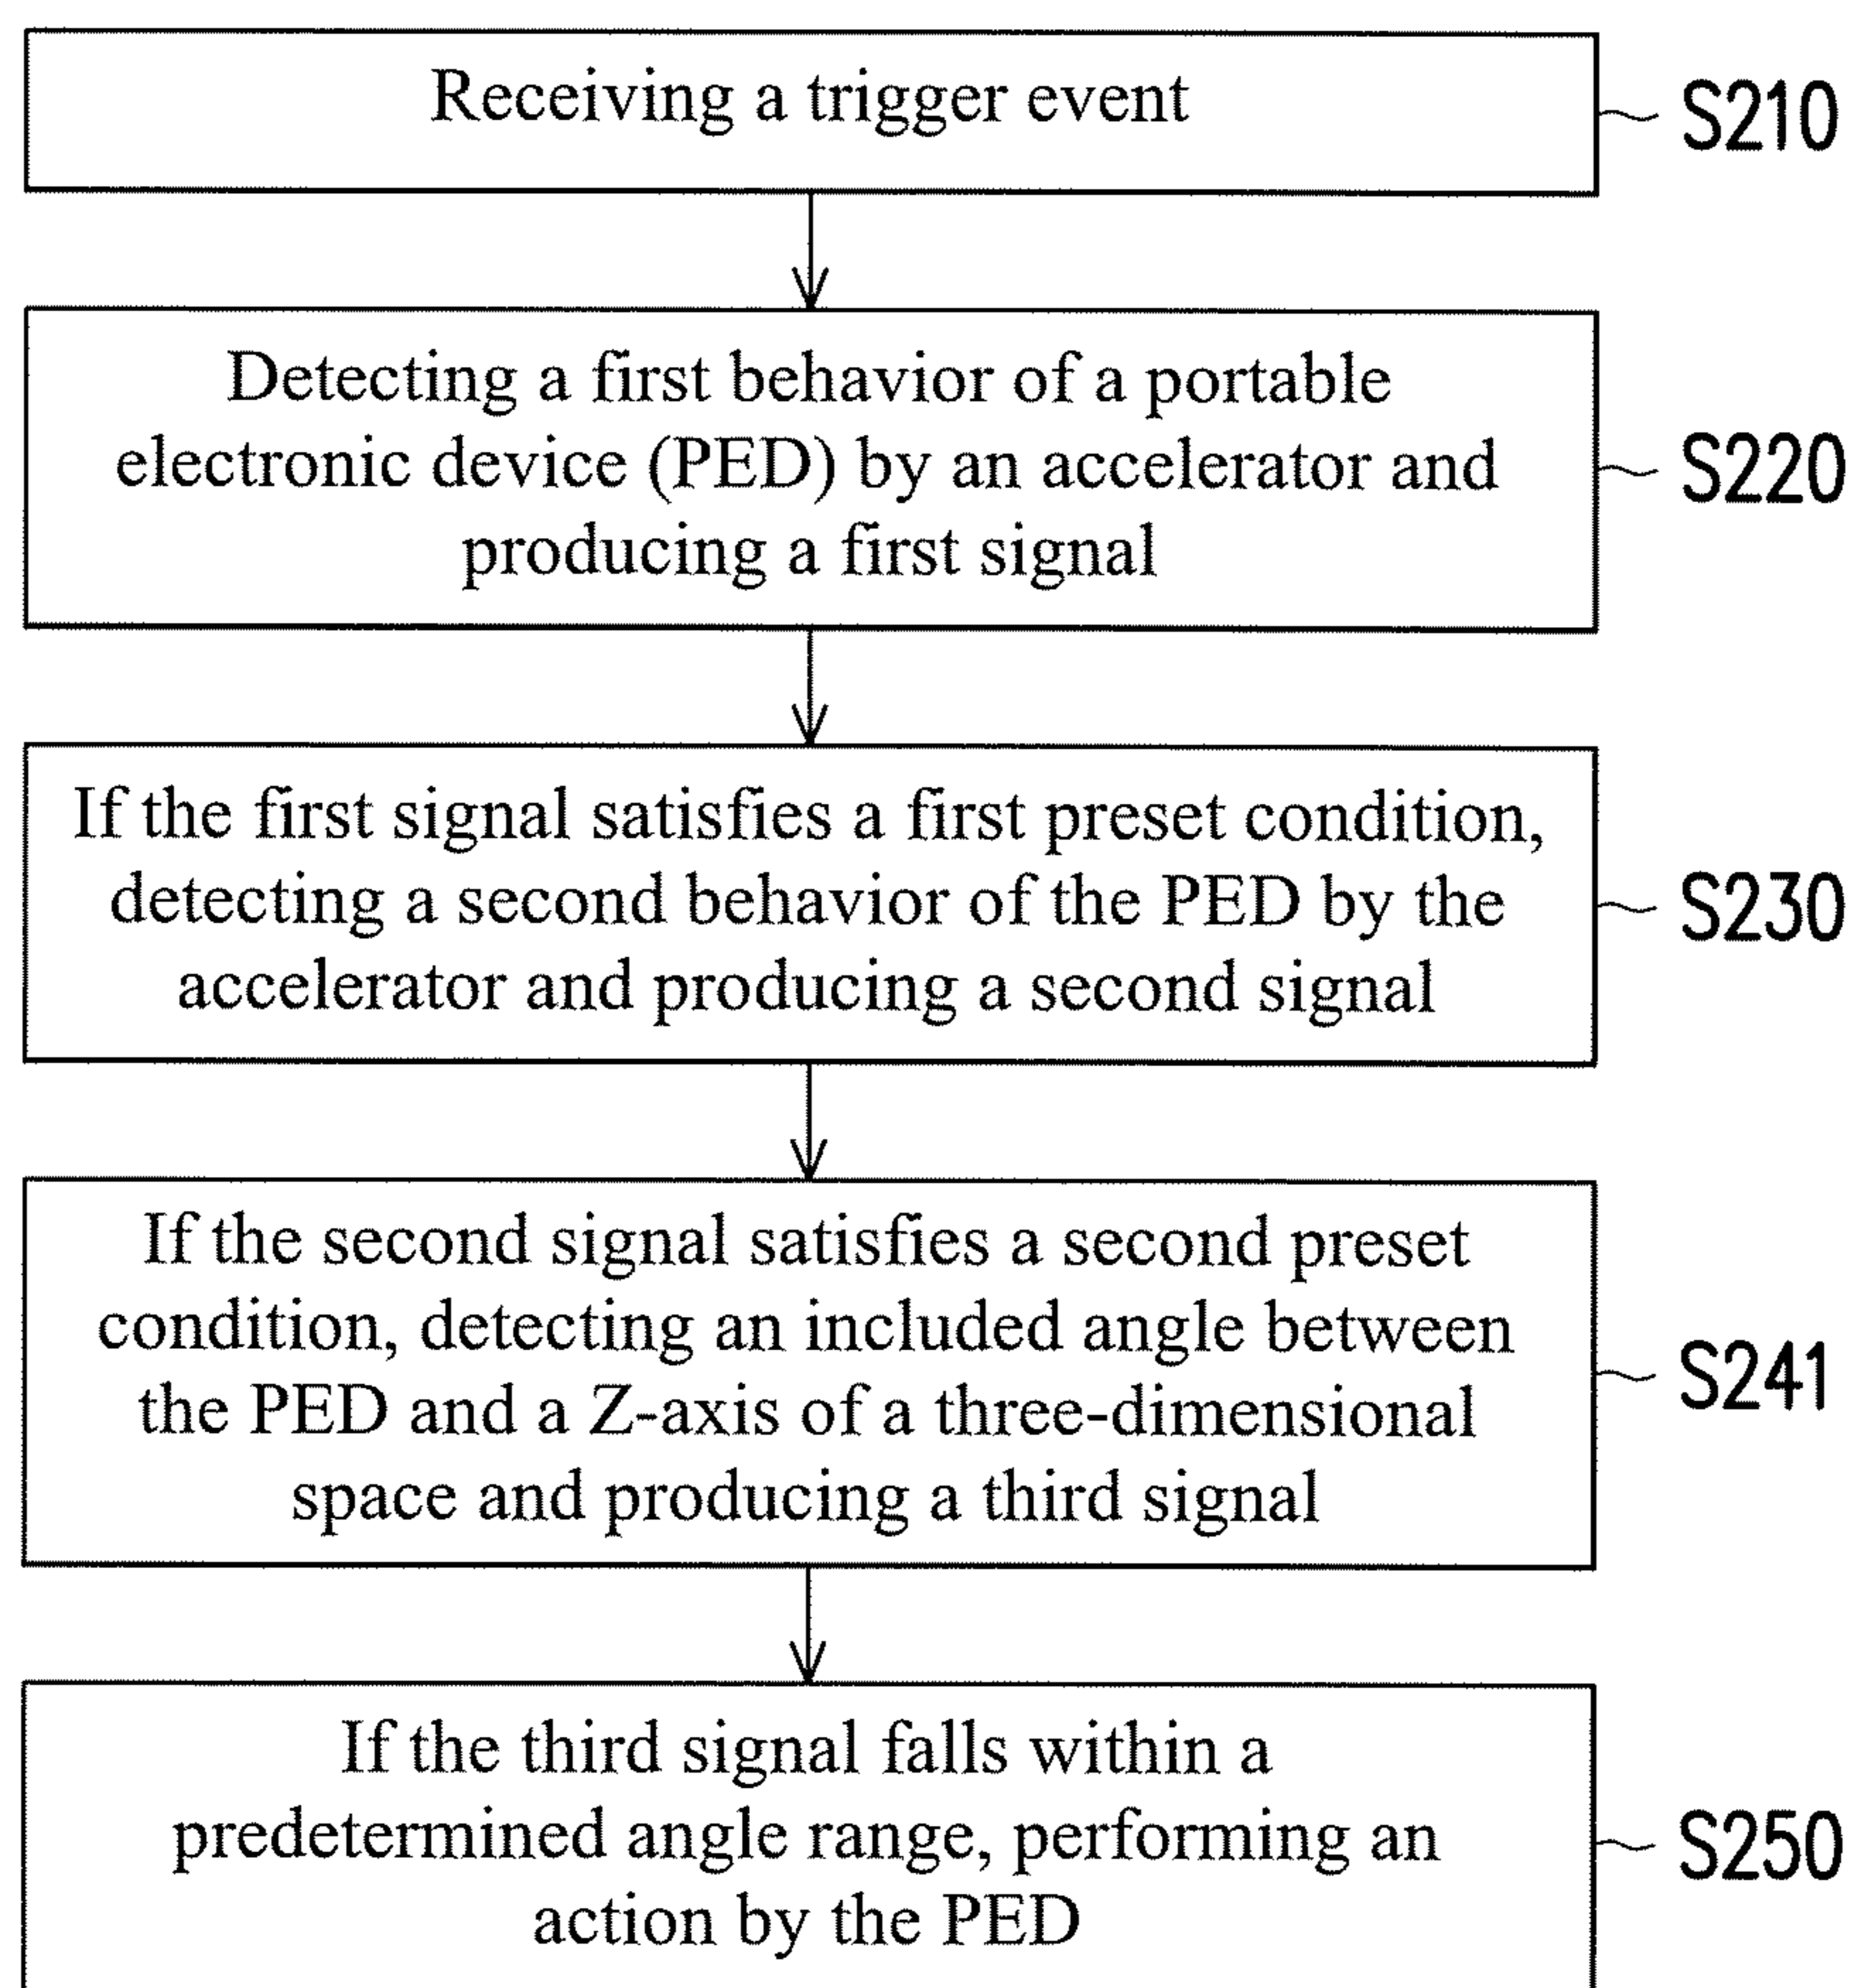 Receiving a trigger event
S210
Detecting a first behavior of a portable
electronic device (PED) by an accelerator and
producing a first signal
S220
If the first signal satisfies a first preset condition,
detecting a second behavior of the PED by the
accelerator and producing a second signal
S230
If the second signal satisfies a second preset
condition, detecting an included angle between
the PED and a Z-axis of a three-dimensional
space and producing a third signal
S241
If the third signal falls within a
predetermined angle range, performing an
action by the PED
S250